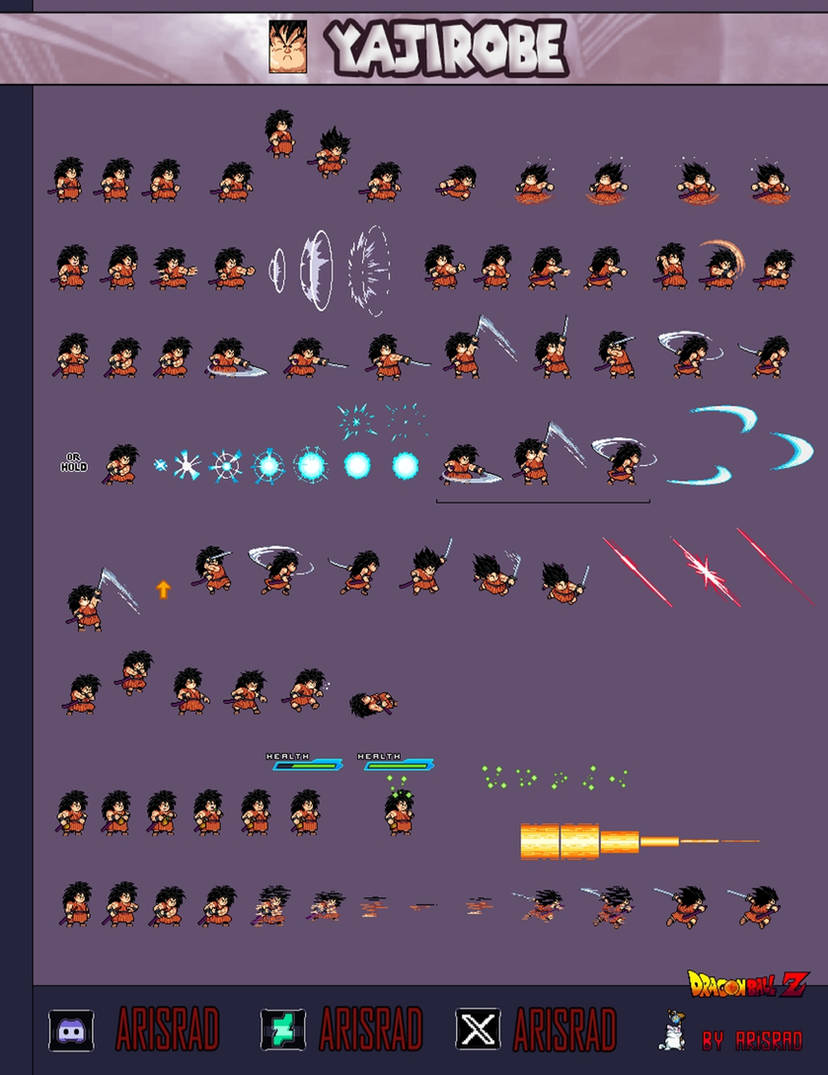 YAJIROBE
OR
HOLD
HEALTH HEALTH
DRAGON BALL Z
ARISRAD ARISRAD ARISRAD
BY ARISRAD